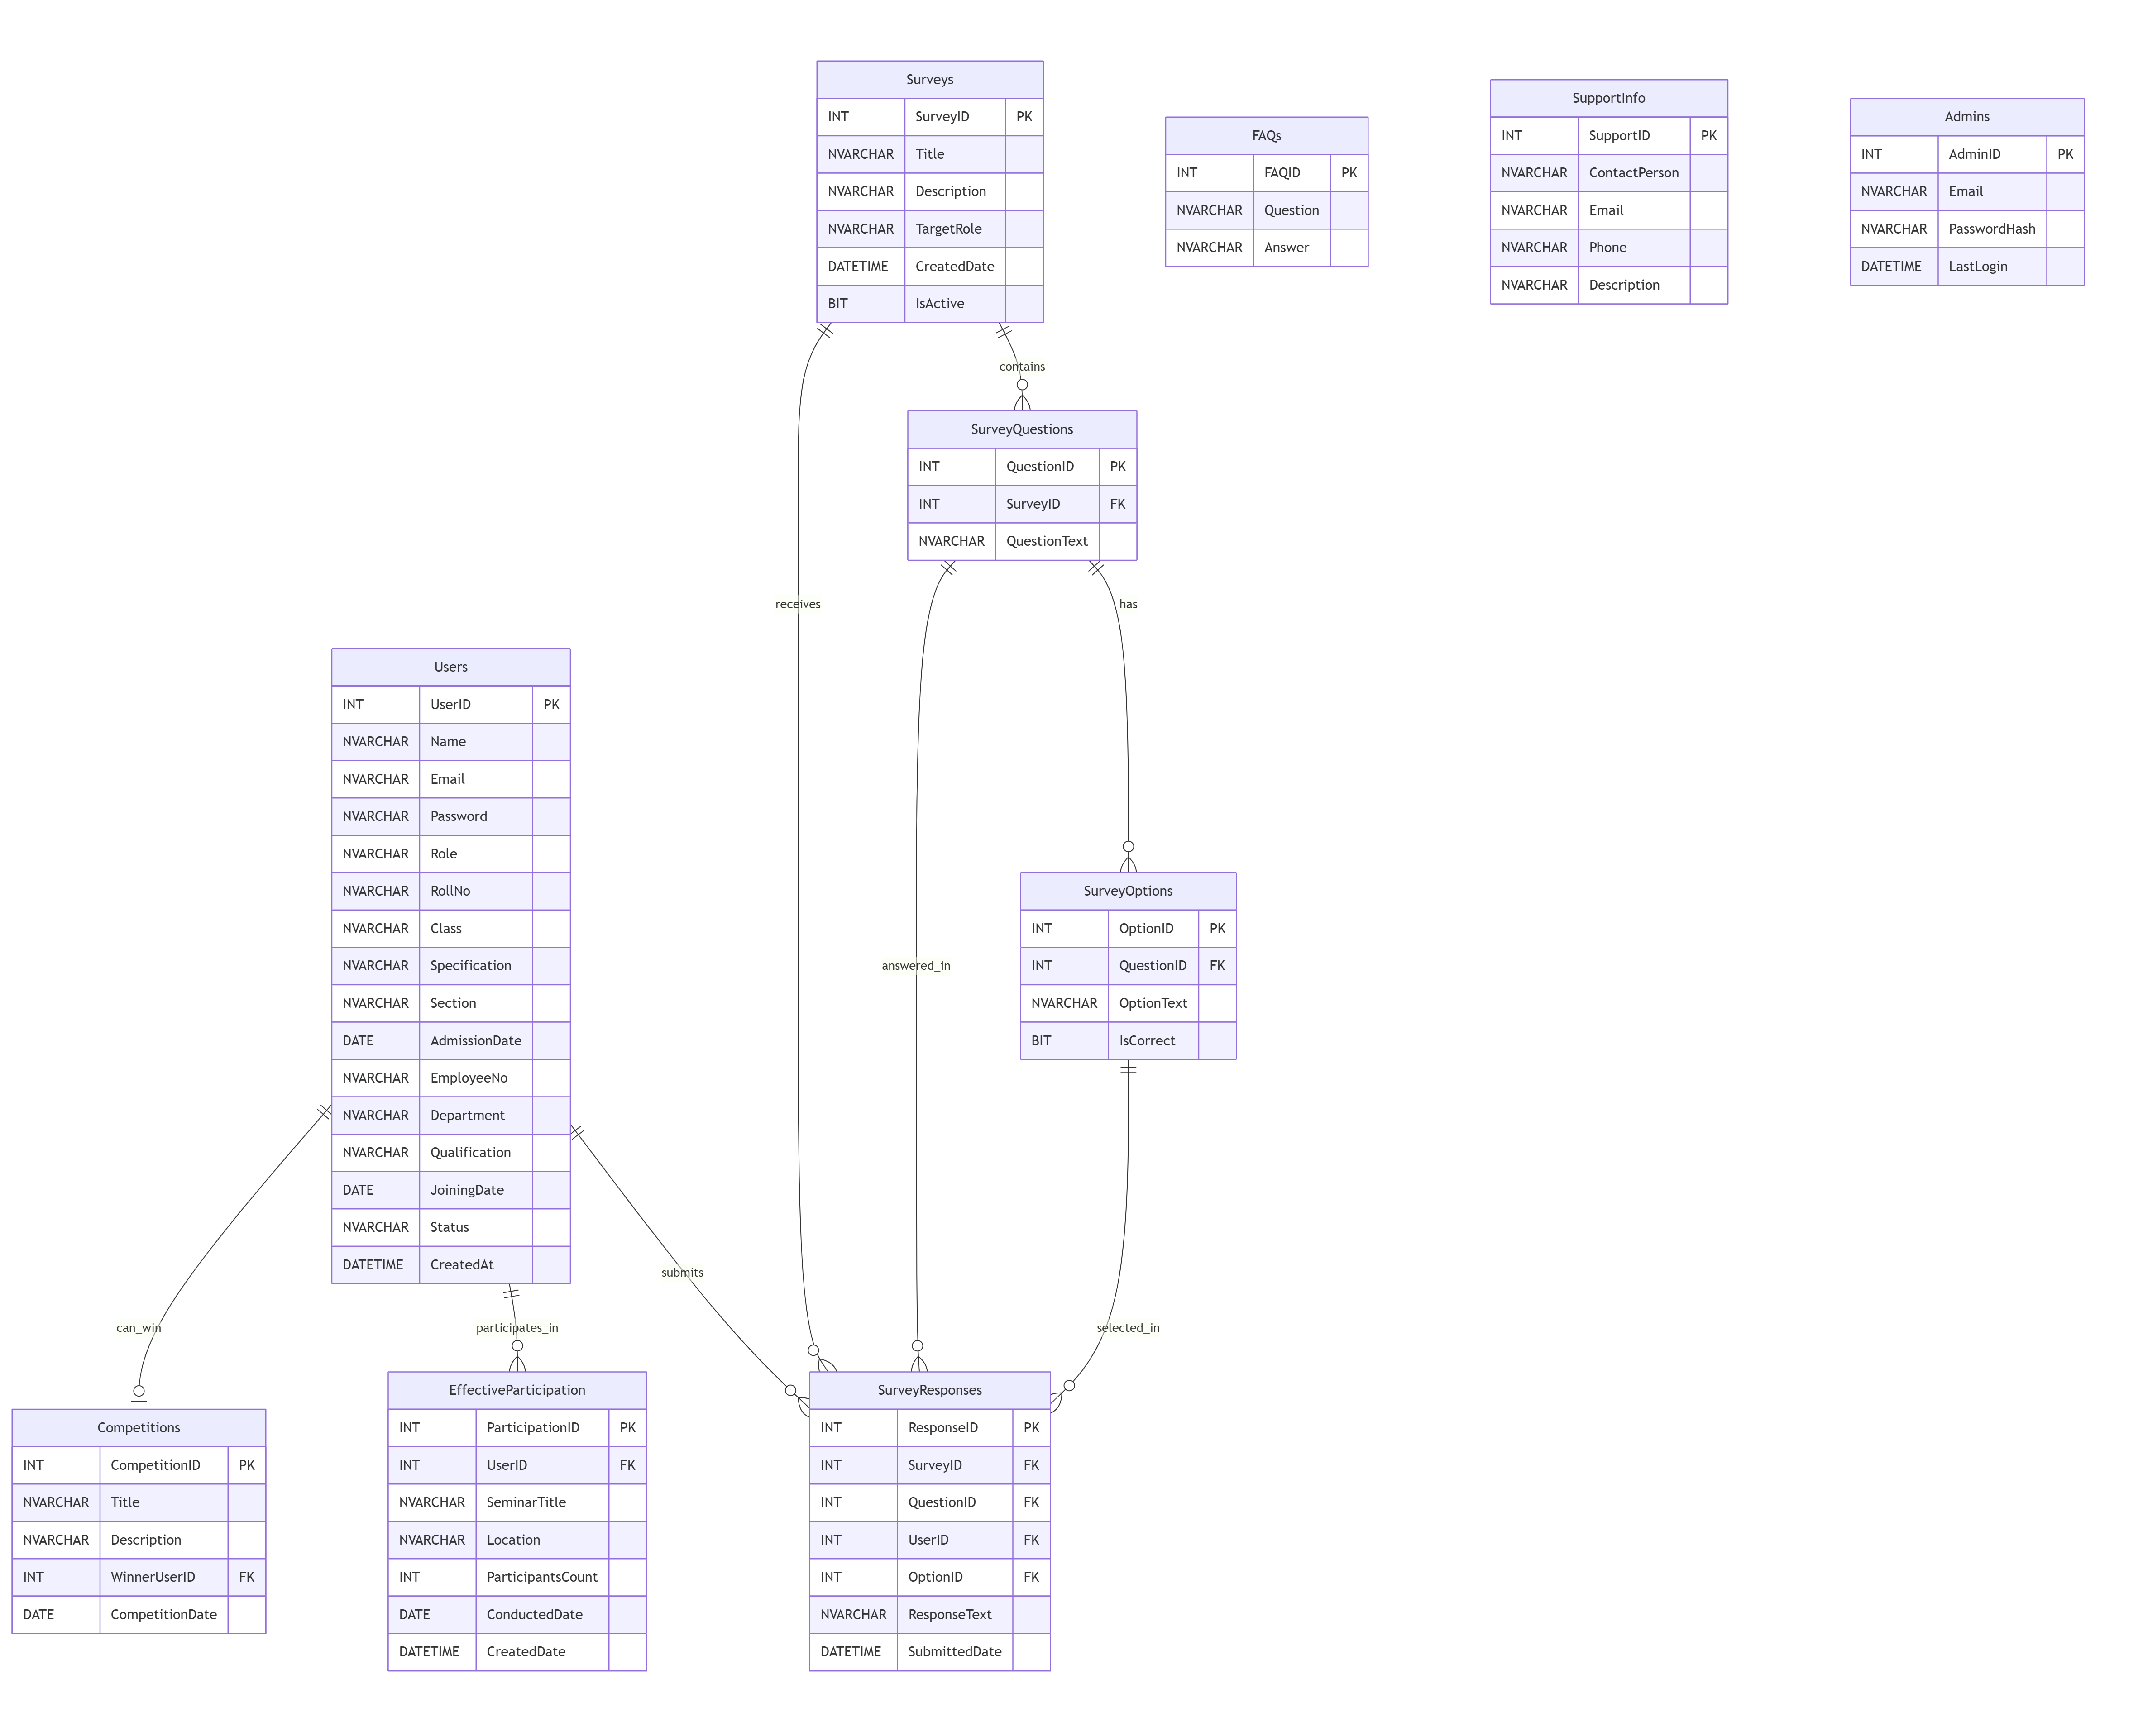 Surveys
INT SurveyID PK
NVARCHAR Title
NVARCHAR Description
NVARCHAR TargetRole
DATETIME CreatedDate
BIT IsActive
FAQs
INT FAQID PK
NVARCHAR Question
NVARCHAR Answer
SupportInfo
INT SupportID PK
NVARCHAR ContactPerson
NVARCHAR Email
NVARCHAR Phone
NVARCHAR Description
Admins
INT AdminID PK
NVARCHAR Email
NVARCHAR PasswordHash
DATETIME LastLogin
contains
SurveyQuestions
INT QuestionID PK
INT SurveyID FK
NVARCHAR QuestionText
receives
has
Users
INT UserID PK
NVARCHAR Name
NVARCHAR Email
NVARCHAR Password
NVARCHAR Role
NVARCHAR RollNo
NVARCHAR Class
NVARCHAR Specification
NVARCHAR Section
DATE AdmissionDate
NVARCHAR EmployeeNo
NVARCHAR Department
NVARCHAR Qualification
DATE JoiningDate
NVARCHAR Status
DATETIME CreatedAt
answered_in
SurveyOptions
INT OptionID PK
INT QuestionID FK
NVARCHAR OptionText
BIT IsCorrect
submits
can_win
participates_in
selected_in
Competitions
INT CompetitionID PK
NVARCHAR Title
NVARCHAR Description
INT WinnerUserID FK
DATE CompetitionDate
EffectiveParticipation
INT ParticipationID PK
INT UserID FK
NVARCHAR SeminarTitle
NVARCHAR Location
INT ParticipantsCount
DATE ConductedDate
DATETIME CreatedDate
SurveyResponses
INT ResponseID PK
INT SurveyID FK
INT QuestionID FK
INT UserID FK
INT OptionID FK
NVARCHAR ResponseText
DATETIME SubmittedDate